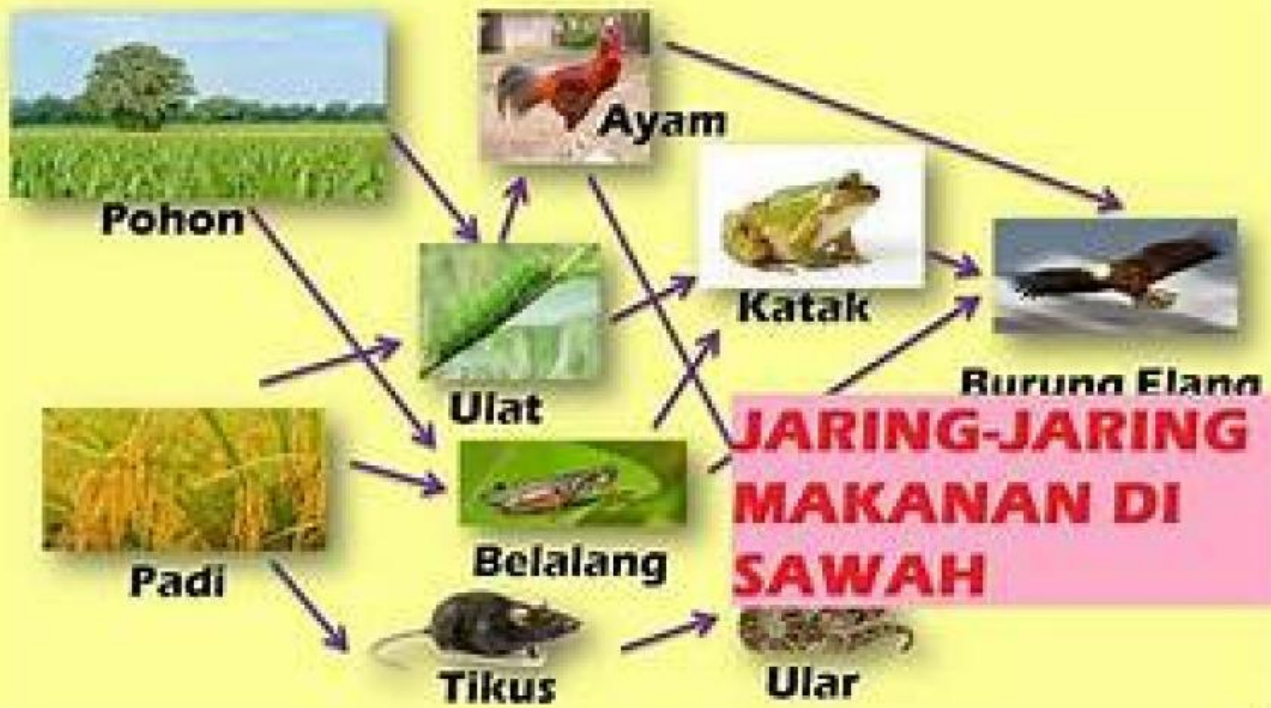 Ayam
Pohon
Katak
Ulat
Burung Elang
JARING-JARING
MAKANAN DI
SAWAH
Belalang
Padi
Tikus
Ular